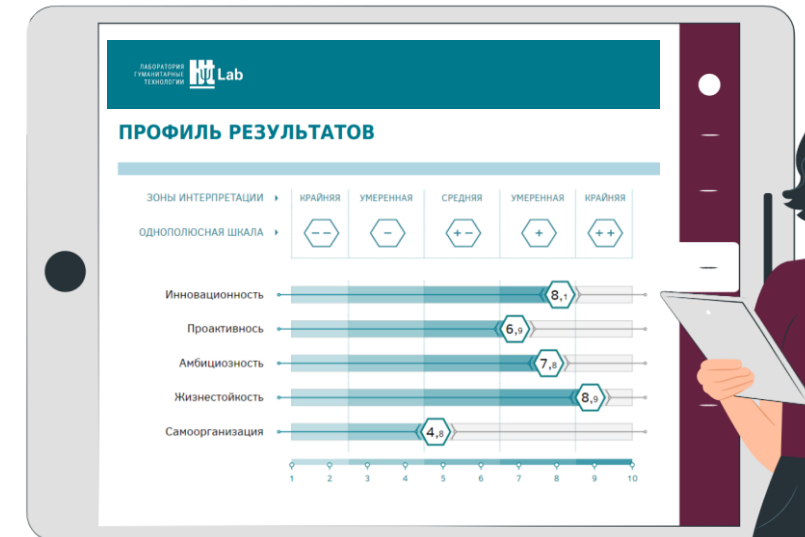 ЛАБОРАТОРИЯ
ГУМАНИТАРНЫЕ
ТЕХНОЛОГИИ
ht Lab
ПРОФИЛЬ РЕЗУЛЬТАТОВ
ЗОНЫ ИНТЕРПРЕТАЦИИ КРАЙНЯЯ УМЕРЕННАЯ СРЕДНЯЯ УМЕРЕННАЯ КРАЙНЯЯ
ОДНОПОЛЮСНАЯ ШКАЛА -- - +- + ++
Инновационность 8,1
Проактивнось 6,9
Амбициозность 7,8
Жизнестойкость 8,9
Самоорганизация 4,8
1 2 3 4 5 6 7 8 9 10